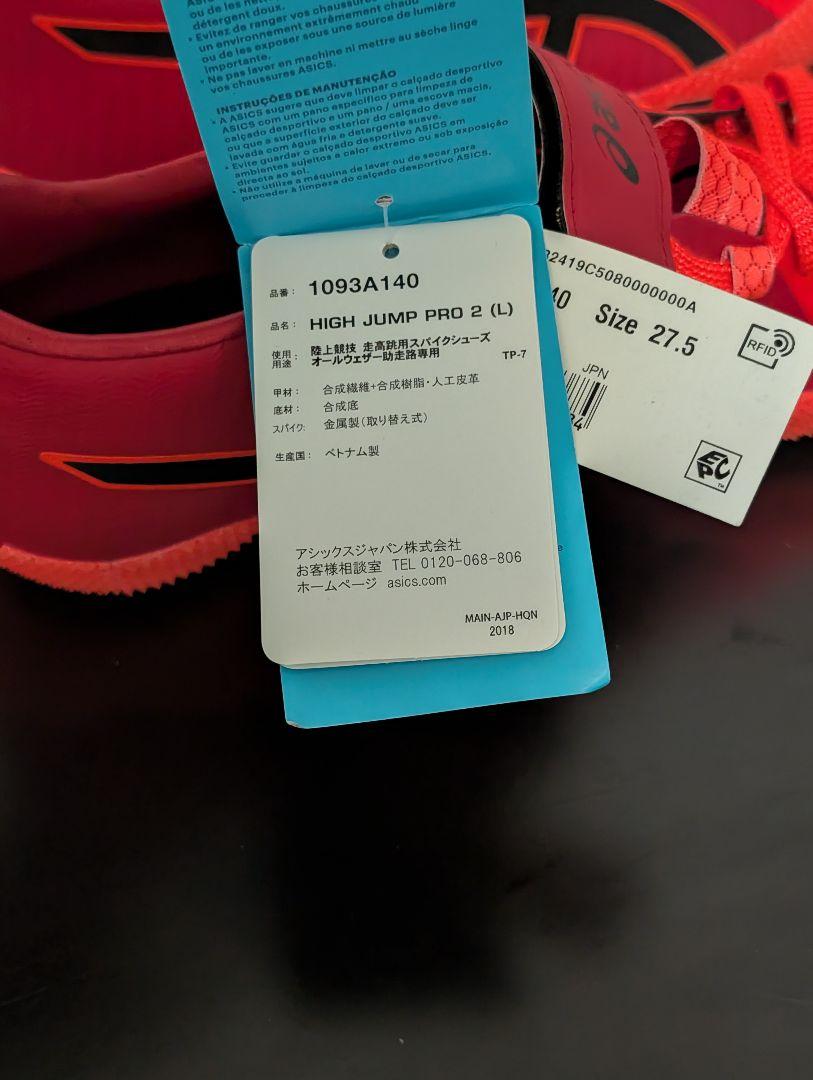 ou de les nettoyer
détergent doux.
• Evitez de ranger vos chaussures
un environnement extrêmement chaud
ou de les exposer sous une source de lumière
importante.
• Ne pas laver en machine ni mettre au sèche linge
vos chaussures ASICS.
INSTRUÇÕES DE MANUTENÇÃO
• A ASICS sugere que deve limpar o calçado desportivo
ASICS com um pano específico para limpeza de
calçado desportivo e um pano / uma escova macia,
ou que a superfície exterior do calçado deve ser
lavada com água fria e detergente suave.
• Evite guardar o calçado desportivo ASICS em
ambientes sujeitos a calor extremo ou sob exposição
directa ao sol.
• Não utilize a máquina de lavar ou de secar para
proceder à limpeza do calçado desportivo ASICS.
品番： 1093A140
品名： HIGH JUMP PRO 2 (L)
使用用途： 陸上競技 走高跳用スパイクシューズ
オールウェザー助走路専用 TP-7
甲材： 合成繊維+合成樹脂・人工皮革
底材： 合成底
スパイク： 金属製（取り替え式）
生産国： ベトナム製
アシックスジャパン株式会社
お客様相談室 TEL 0120-068-806
ホームページ asics.com
MAIN-AJP-HQN
2018
2419C5080000000A
40 Size 27.5
RFID
JPN
EPC
TM